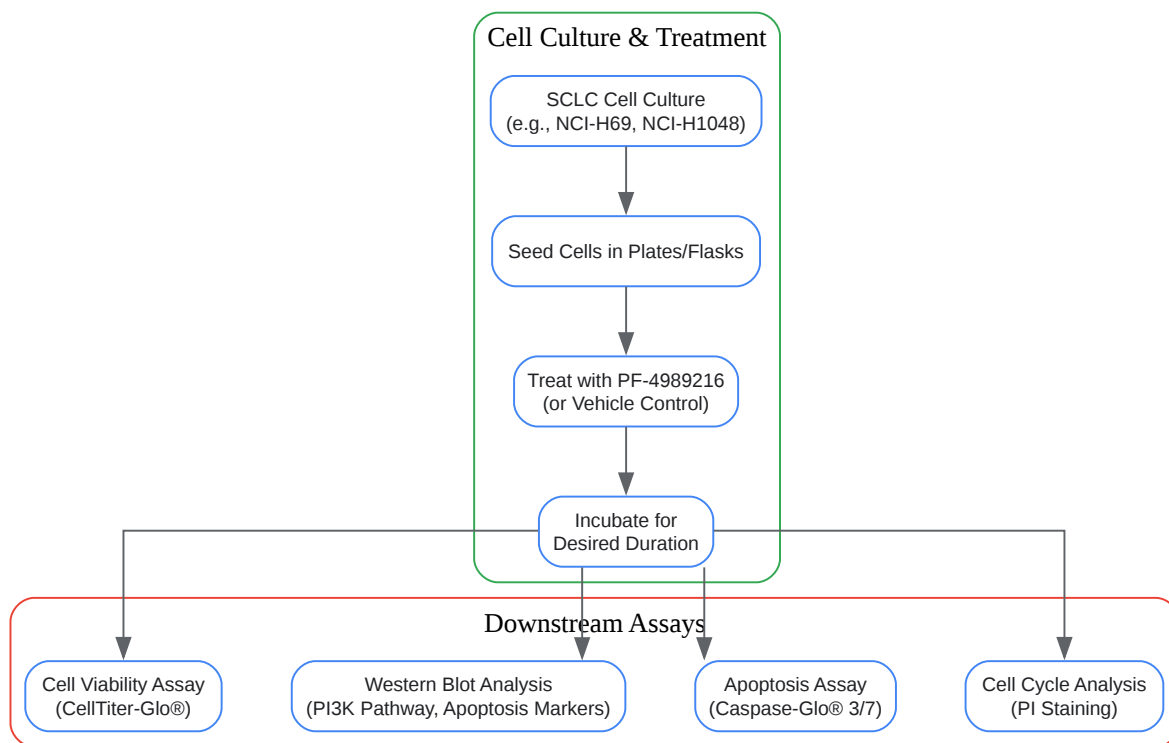 Cell Culture & Treatment
SCLC Cell Culture
(e.g., NCI-H69, NCI-H1048)
Seed Cells in Plates/Flasks
Treat with PF-4989216
(or Vehicle Control)
Incubate for
Desired Duration
Downstream Assays
Cell Viability Assay
(CellTiter-Glo®)
Western Blot Analysis
(PI3K Pathway, Apoptosis Markers)
Apoptosis Assay
(Caspase-Glo® 3/7)
Cell Cycle Analysis
(PI Staining)